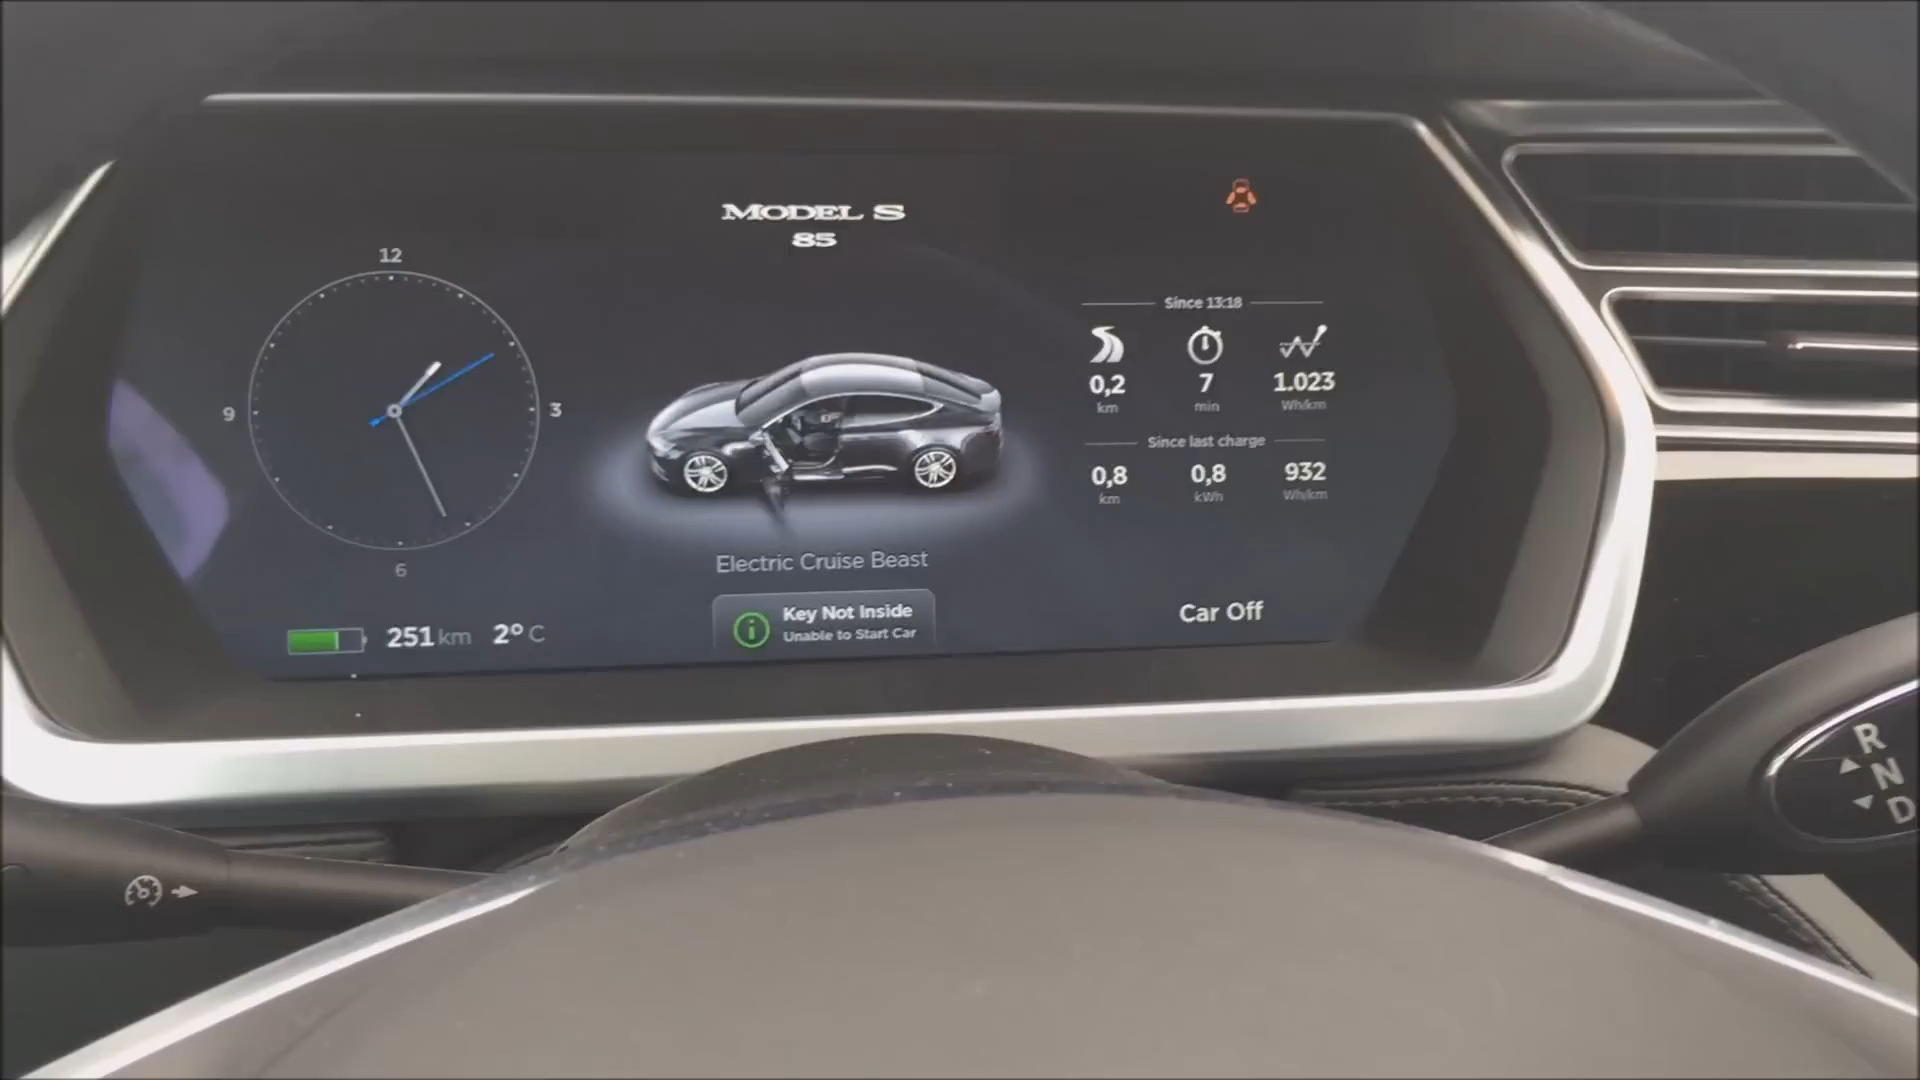 MODEL S
85
12
3
6
9
Since 13:18
0,2 7 1.023
km min Wh/km
Since last charge
0,8 0,8 932
km kWh Wh/km
Electric Cruise Beast
Key Not Inside
Unable to Start Car
Car Off
251 km 2° C
R
N
D